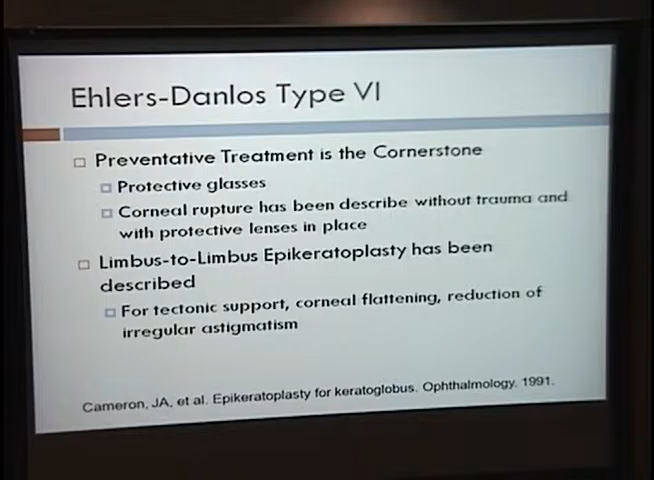 Ehlers-Danlos Type VI
Preventative Treatment is the Cornerstone
Protective glasses
Corneal rupture has been describe without trauma and
with protective lenses in place
Limbus-to-Limbus Epikeratoplasty has been
described
For tectonic support, corneal flattening, reduction of
irregular astigmatism
Cameron, JA, et al. Epikeratoplasty for keratoglobus. Ophthalmology. 1991.